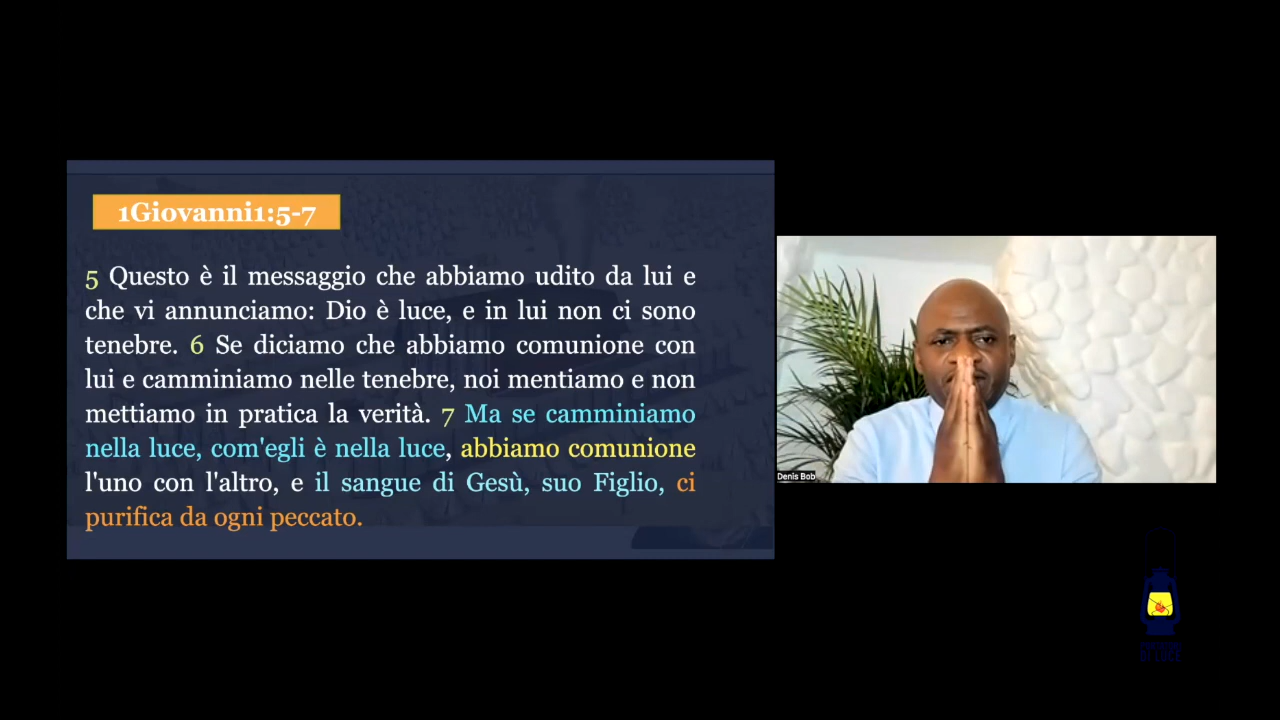 1Giovanni1:5-7
5 Questo è il messaggio che abbiamo udito da lui e
che vi annunciamo: Dio è luce, e in lui non ci sono
tenebre. 6 Se diciamo che abbiamo comunione con
lui e camminiamo nelle tenebre, noi mentiamo e non
mettiamo in pratica la verità. 7 Ma se camminiamo
nella luce, com'egli è nella luce, abbiamo comunione
l'uno con l'altro, e il sangue di Gesù, suo Figlio, ci
purifica da ogni peccato.
Denis Bob
DI LUCE